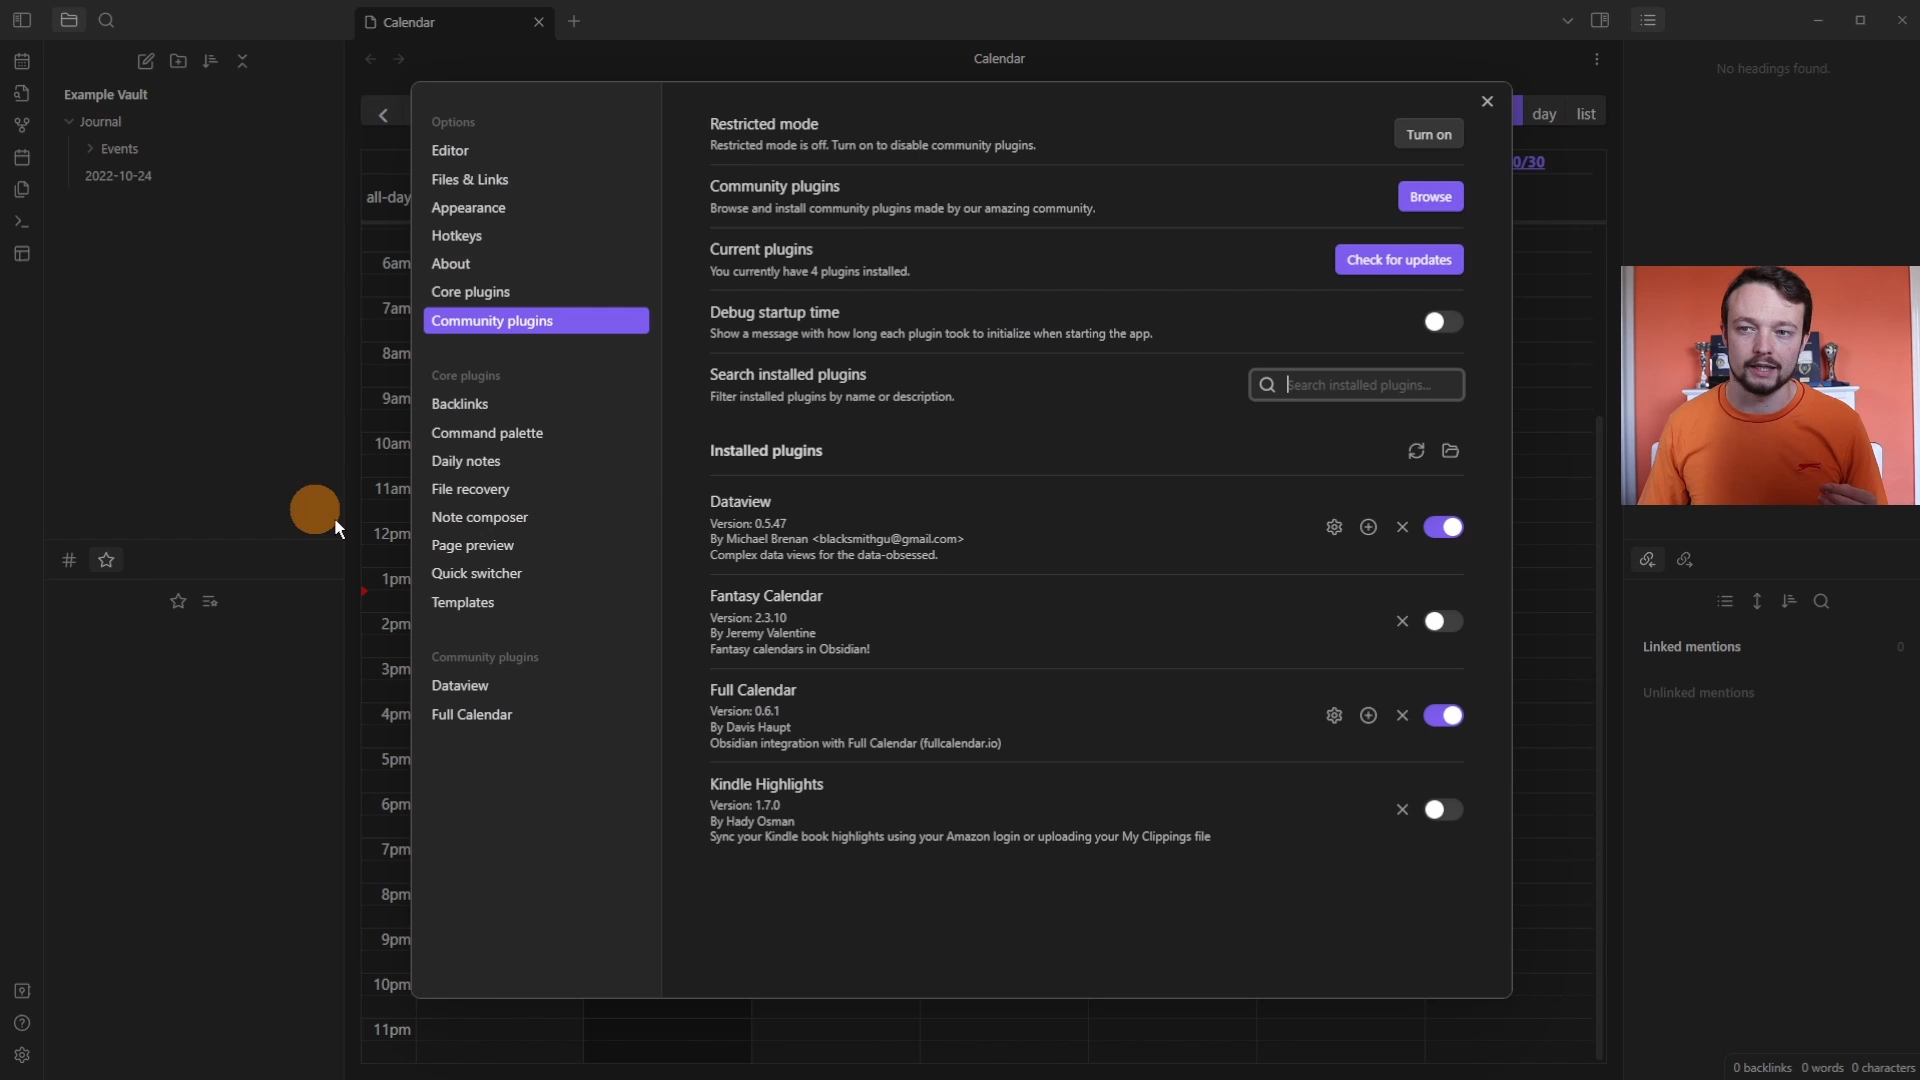 Calendar
Calendar
No headings found.
Example Vault
Journal
Events
2022-10-24
day
list
0/30
all-day
6am
7am
8am
9am
10am
11am
12pm
1pm
2pm
3pm
4pm
5pm
6pm
7pm
8pm
9pm
10pm
11pm
Options
Editor
Files & Links
Appearance
Hotkeys
About
Core plugins
Community plugins
Core plugins
Backlinks
Command palette
Daily notes
File recovery
Note composer
Page preview
Quick switcher
Templates
Community plugins
Dataview
Full Calendar
Restricted mode
Restricted mode is off. Turn on to disable community plugins.
Turn on
Community plugins
Browse and install community plugins made by our amazing community.
Browse
Current plugins
You currently have 4 plugins installed.
Check for updates
Debug startup time
Show a message with how long each plugin took to initialize when starting the app.
Search installed plugins
Filter installed plugins by name or description.
Search installed plugins...
Installed plugins
Dataview
Version: 0.5.47
By Michael Brenan <blacksmithgu@gmail.com>
Complex data views for the data-obsessed.
Fantasy Calendar
Version: 2.3.10
By Jeremy Valentine
Fantasy calendars in Obsidian!
Full Calendar
Version: 0.6.1
By Davis Haupt
Obsidian integration with Full Calendar (fullcalendar.io)
Kindle Highlights
Version: 1.7.0
By Hady Osman
Sync your Kindle book highlights using your Amazon login or uploading your My Clippings file
Linked mentions 0
Unlinked mentions
0 backlinks 0 words 0 characters